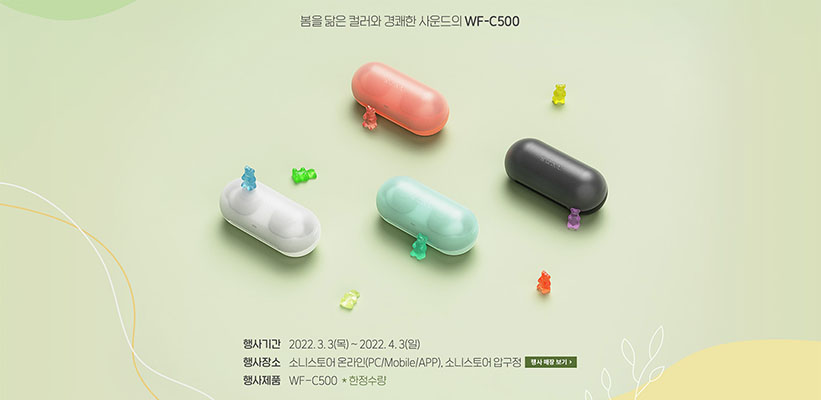 봄을 닮은 컬러와 경쾌한 사운드의 WF-C500
행사기간 2022. 3. 3(목) ~ 2022. 4. 3(일)
행사장소 소니스토어 온라인(PC/Mobile/APP), 소니스토어 압구정 행사 매장 보기 >
행사제품 WF-C500 *한정수량